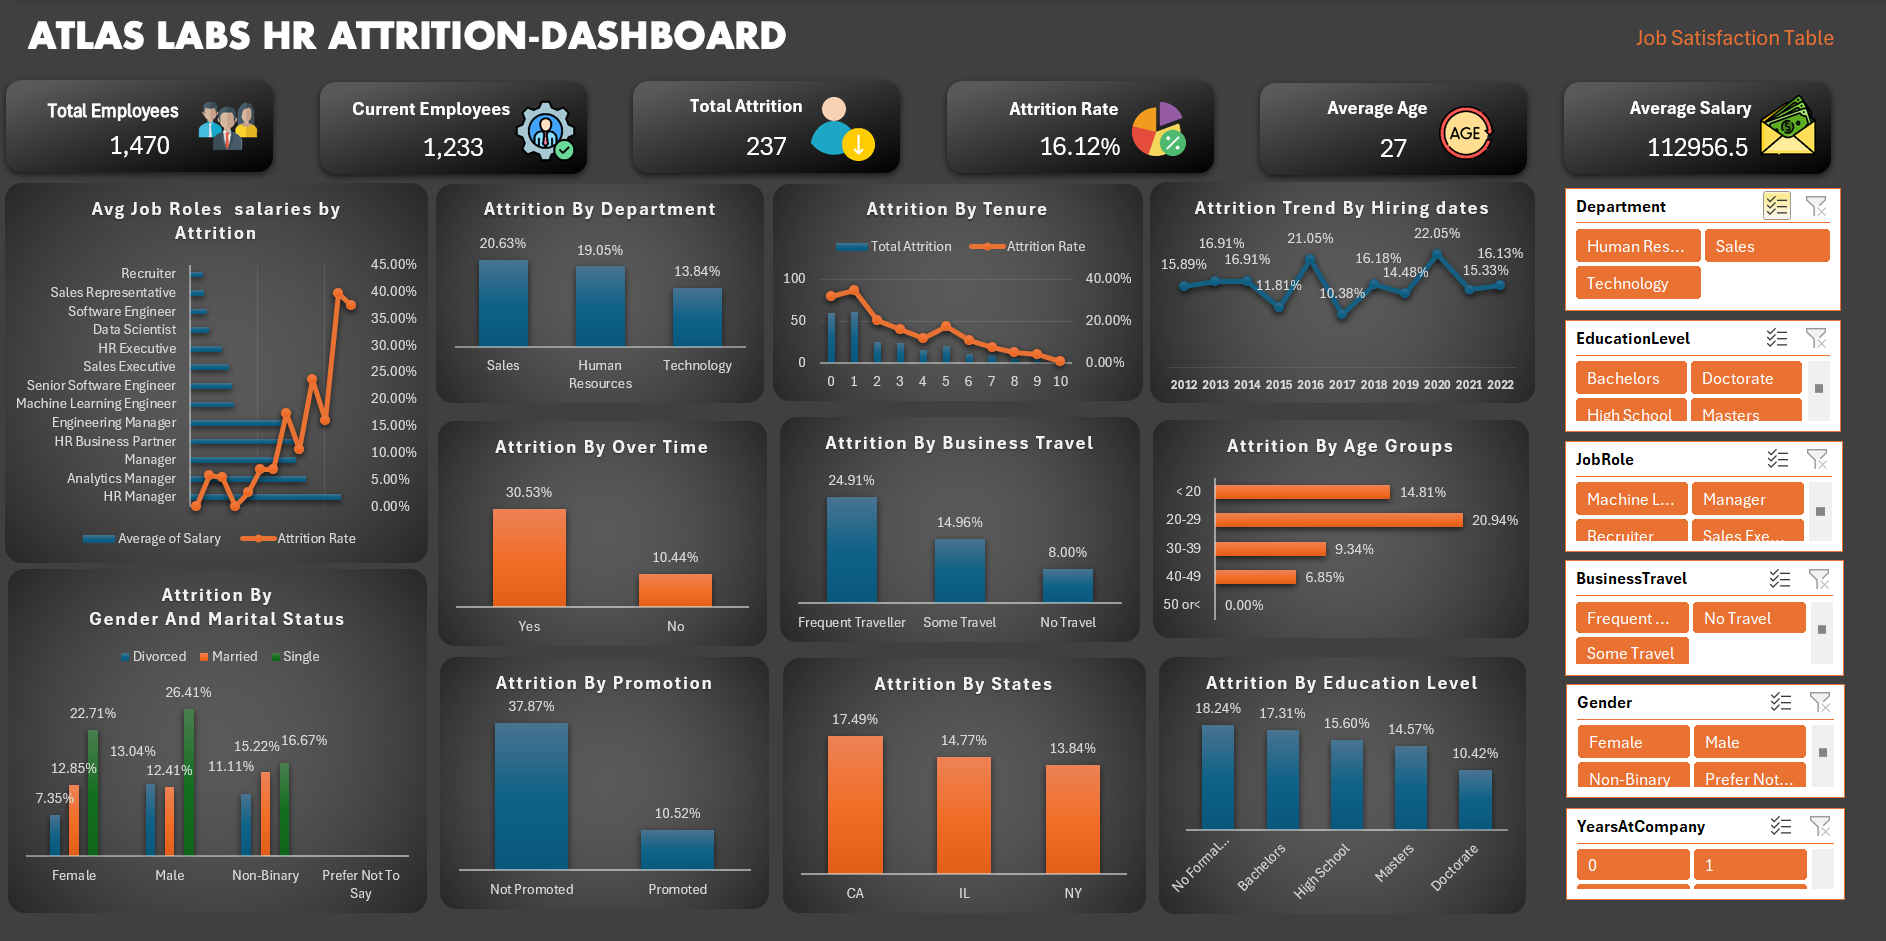 ATLAS LABS HR ATTRITION-DASHBOARD
Job Satisfaction Table
Total Employees
1,470
Current Employees
1,233
Total Attrition
237
Attrition Rate
16.12%
Average Age
27
AGE
Average Salary
112956.5
Avg Job Roles salaries by
Attrition
Recruiter
Sales Representative
Software Engineer
Data Scientist
HR Executive
Sales Executive
Senior Software Engineer
Machine Learning Engineer
Engineering Manager
HR Business Partner
Manager
Analytics Manager
HR Manager
45.00%
40.00%
35.00%
30.00%
25.00%
20.00%
15.00%
10.00%
5.00%
0.00%
Average of Salary
Attrition Rate
Attrition By Department
20.63%
19.05%
13.84%
Sales
Human
Resources
Technology
Attrition By Tenure
Total Attrition
Attrition Rate
100
50
0
40.00%
20.00%
0.00%
0 1 2 3 4 5 6 7 8 9 10
Attrition Trend By Hiring dates
15.89%
16.91%
16.91%
11.81%
21.05%
10.38%
16.18%
14.48%
22.05%
15.33%
16.13%
2012 2013 2014 2015 2016 2017 2018 2019 2020 2021 2022
Attrition By Over Time
30.53%
10.44%
Yes
No
Attrition By Business Travel
24.91%
14.96%
8.00%
Frequent Traveller
Some Travel
No Travel
Attrition By Age Groups
< 20
14.81%
20-29
20.94%
30-39
9.34%
40-49
6.85%
50 or<
0.00%
Attrition By
Gender And Marital Status
Divorced
Married
Single
7.35%
12.85%
22.71%
13.04%
12.41%
26.41%
11.11%
15.22%
16.67%
Female
Male
Non-Binary
Prefer Not To
Say
Attrition By Promotion
37.87%
10.52%
Not Promoted
Promoted
Attrition By States
17.49%
14.77%
13.84%
CA
IL
NY
Attrition By Education Level
18.24%
17.31%
15.60%
14.57%
10.42%
No Formal...
Bachelors
High School
Masters
Doctorate
Department
Human Res...
Sales
Technology
EducationLevel
Bachelors
Doctorate
High School
Masters
JobRole
Machine L...
Manager
Recruiter
Sales Exe...
BusinessTravel
Frequent ...
No Travel
Some Travel
Gender
Female
Male
Non-Binary
Prefer Not...
YearsAtCompany
0
1